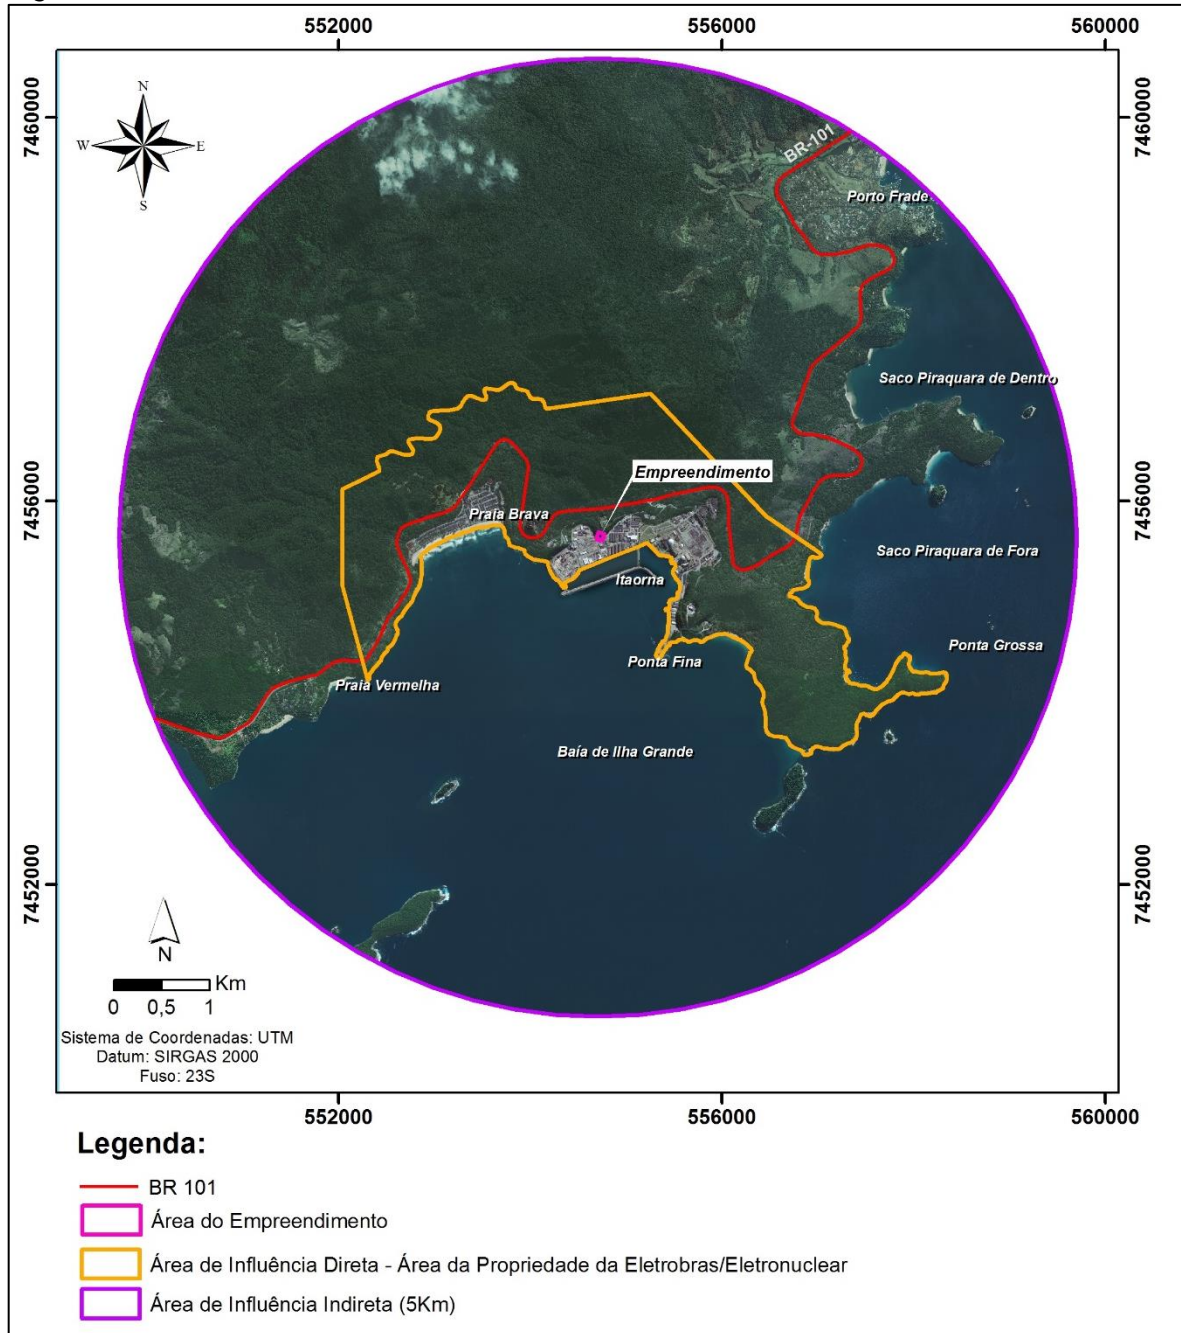 552000 556000 560000
7460000 7460000
N
W E
S
BR-101
Porto Frade
Saco Piraquara de Dentro
Empreendimento
7456000 7456000
Praia Brava
Saco Piraquara de Fora
Itaorna
Ponta Grossa
Ponta Fina
Praia Vermelha
Baía de Ilha Grande
7452000 7452000
N
Km
0 0,5 1
Sistema de Coordenadas: UTM
Datum: SIRGAS 2000
Fuso: 23S
552000 556000 560000
Legenda:
BR 101
Área do Empreendimento
Área de Influência Direta - Área da Propriedade da Eletrobras/Eletronuclear
Área de Influência Indireta (5Km)